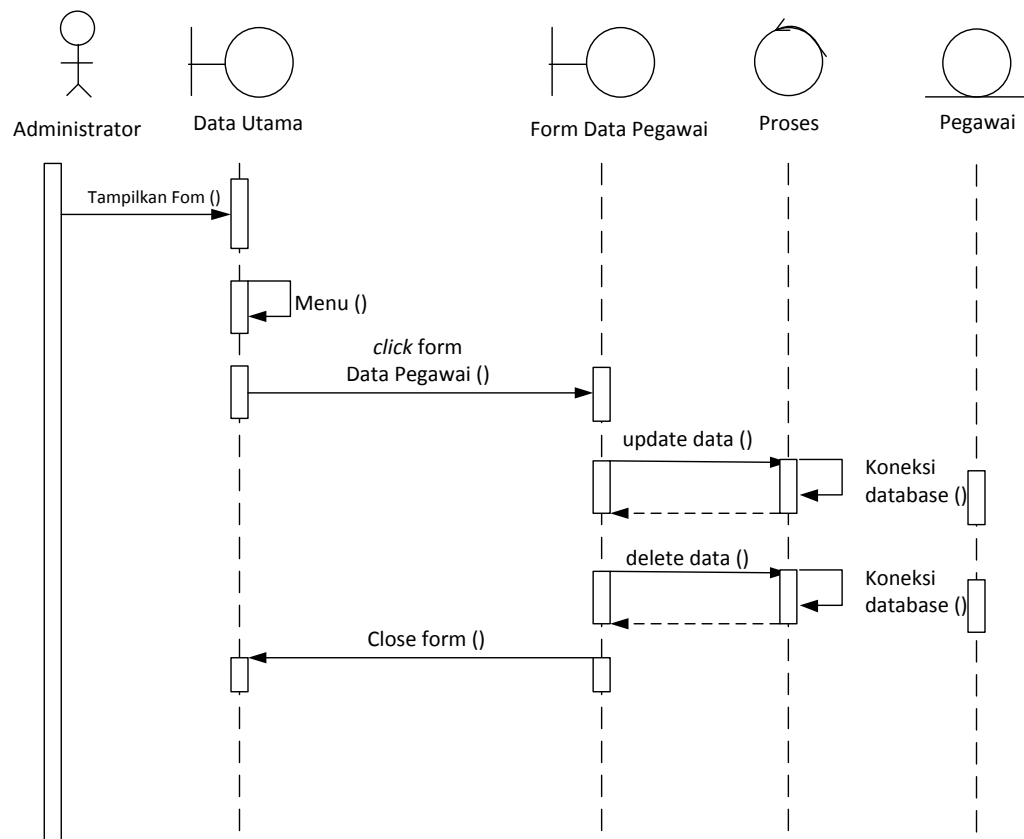 Administrator
Data Utama
Form Data Pegawai
Proses
Pegawai
Tampilkan Fom ()
Menu ()
click form
Data Pegawai ()
update data ()
Koneksi
database ()
delete data ()
Koneksi
database ()
Close form ()